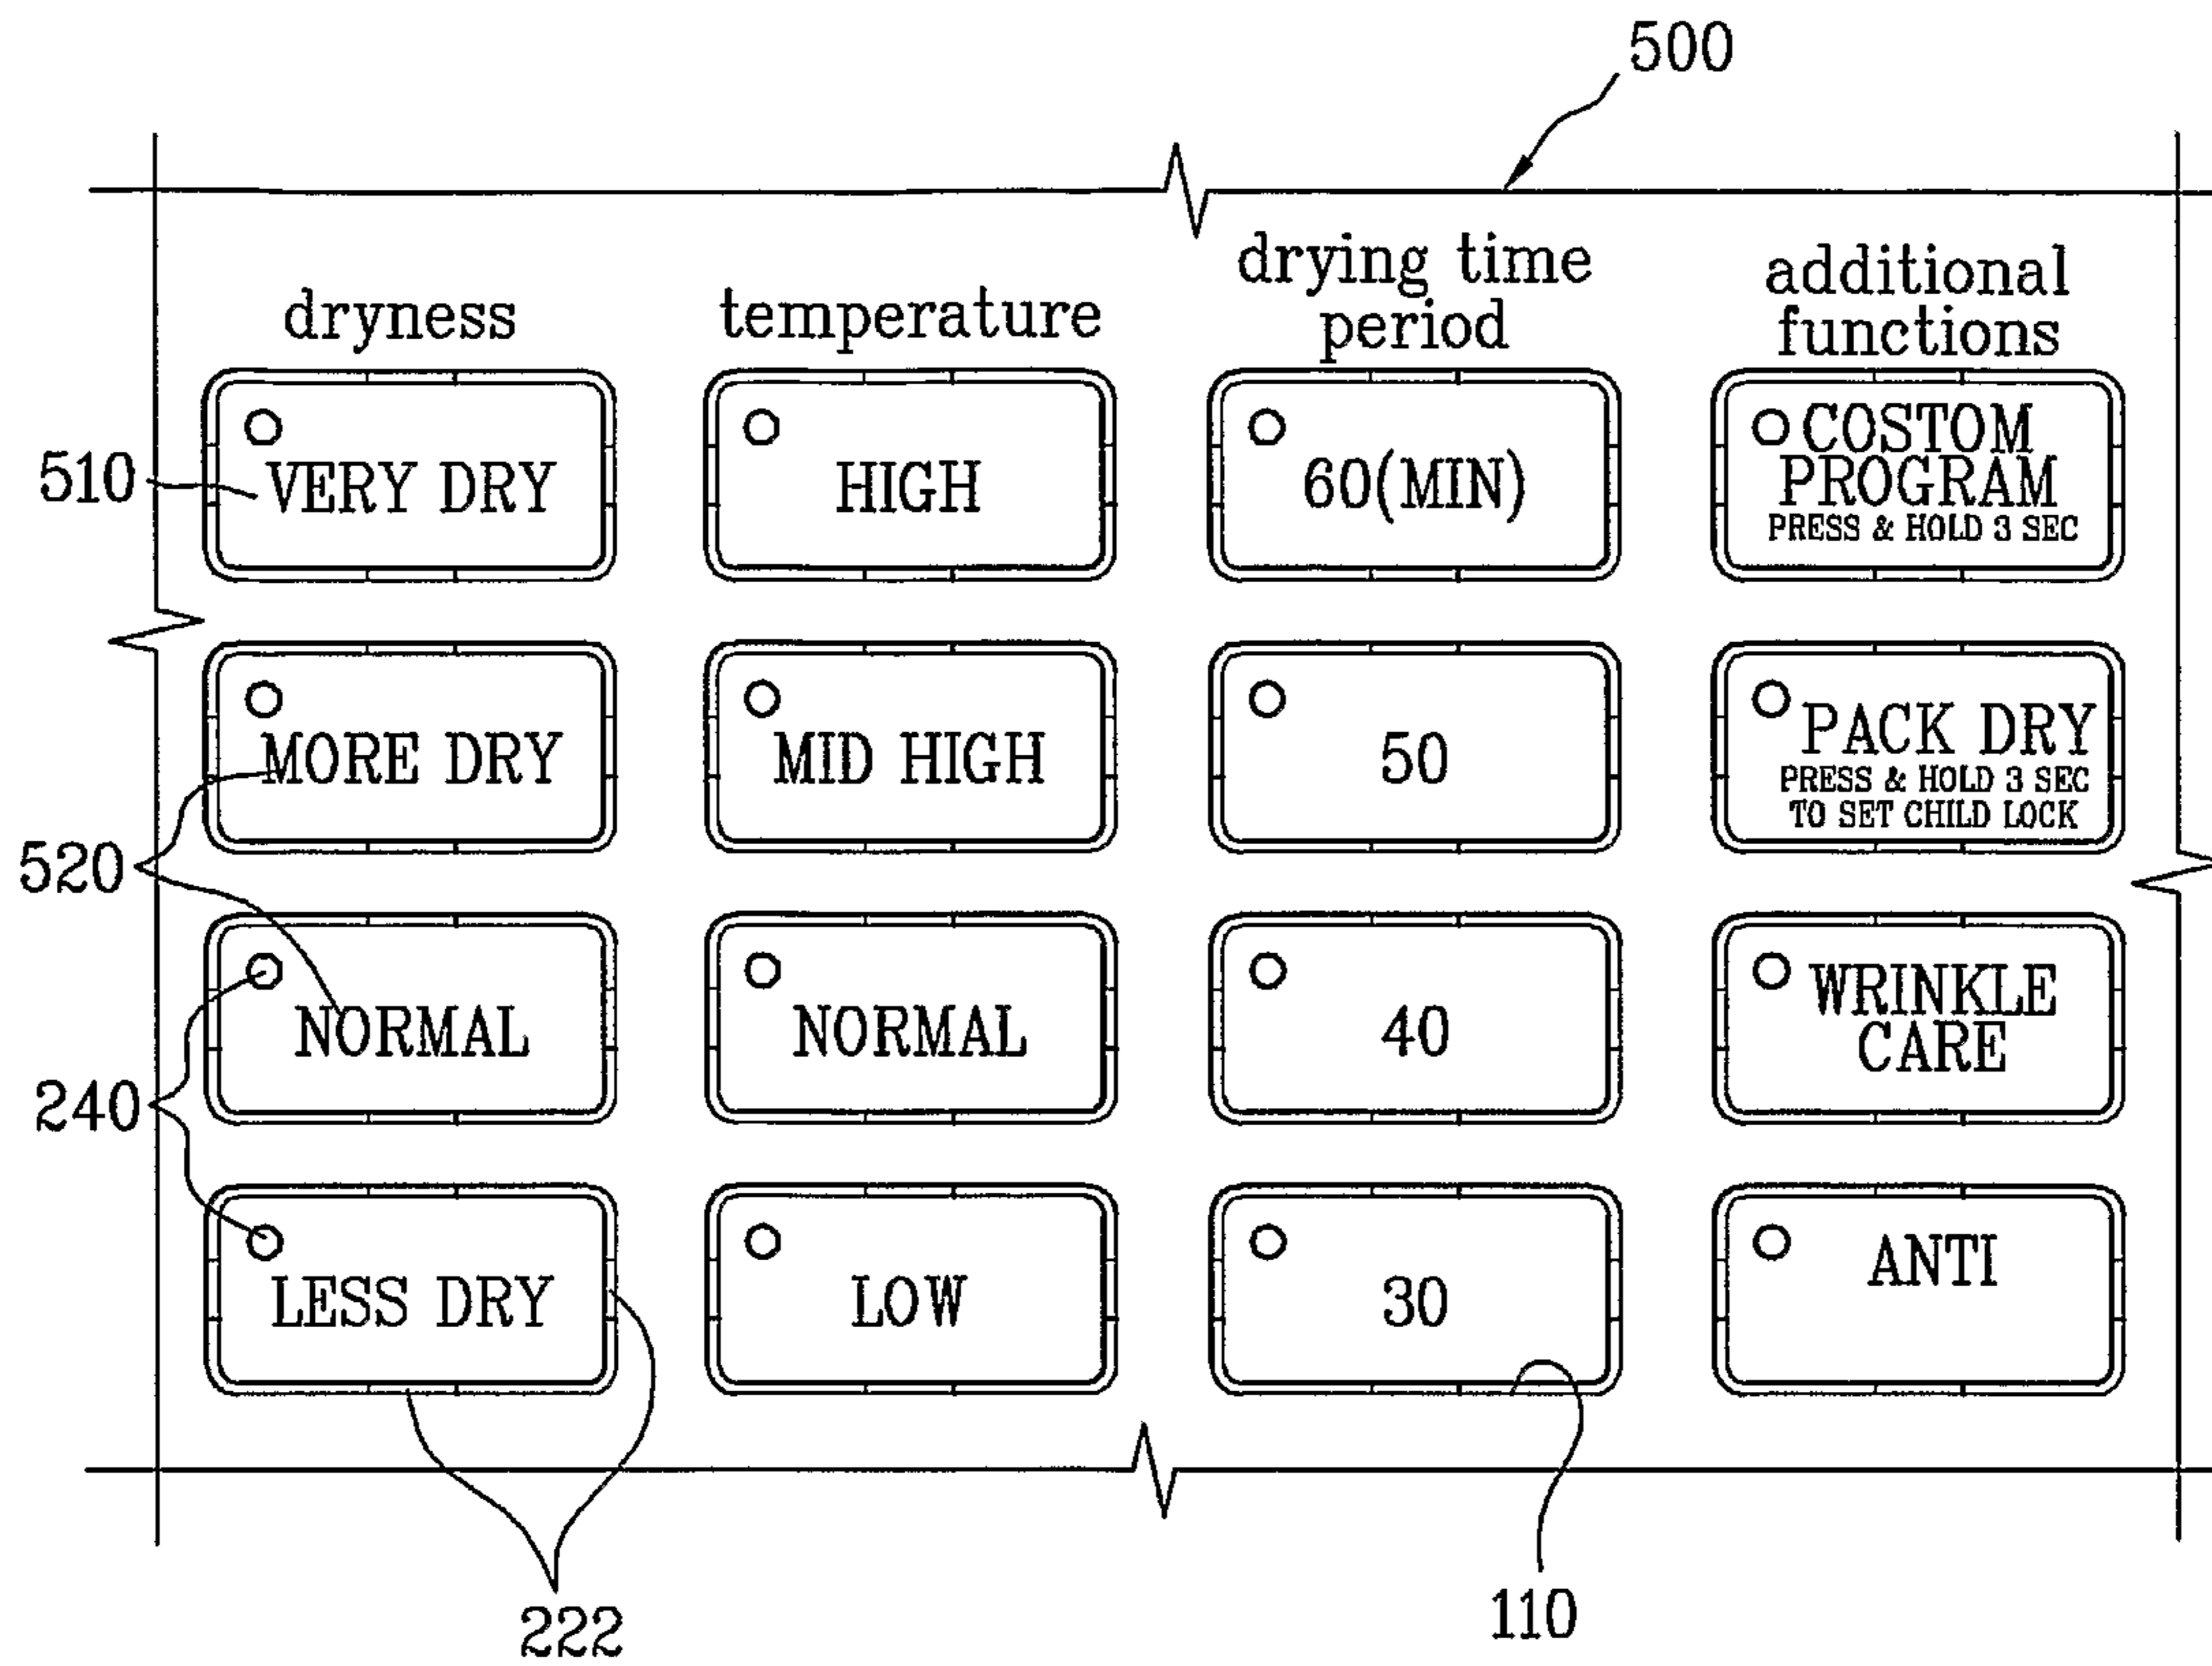 500
dryness
temperature
drying time
period
additional
functions
510
VERY DRY
HIGH
60(MIN)
COSTOM
PROGRAM
PRESS & HOLD 3 SEC
MORE DRY
MID HIGH
50
PACK DRY
PRESS & HOLD 3 SEC
TO SET CHILD LOCK
520
NORMAL
NORMAL
40
WRINKLE
CARE
240
LESS DRY
LOW
30
ANTI
222
110